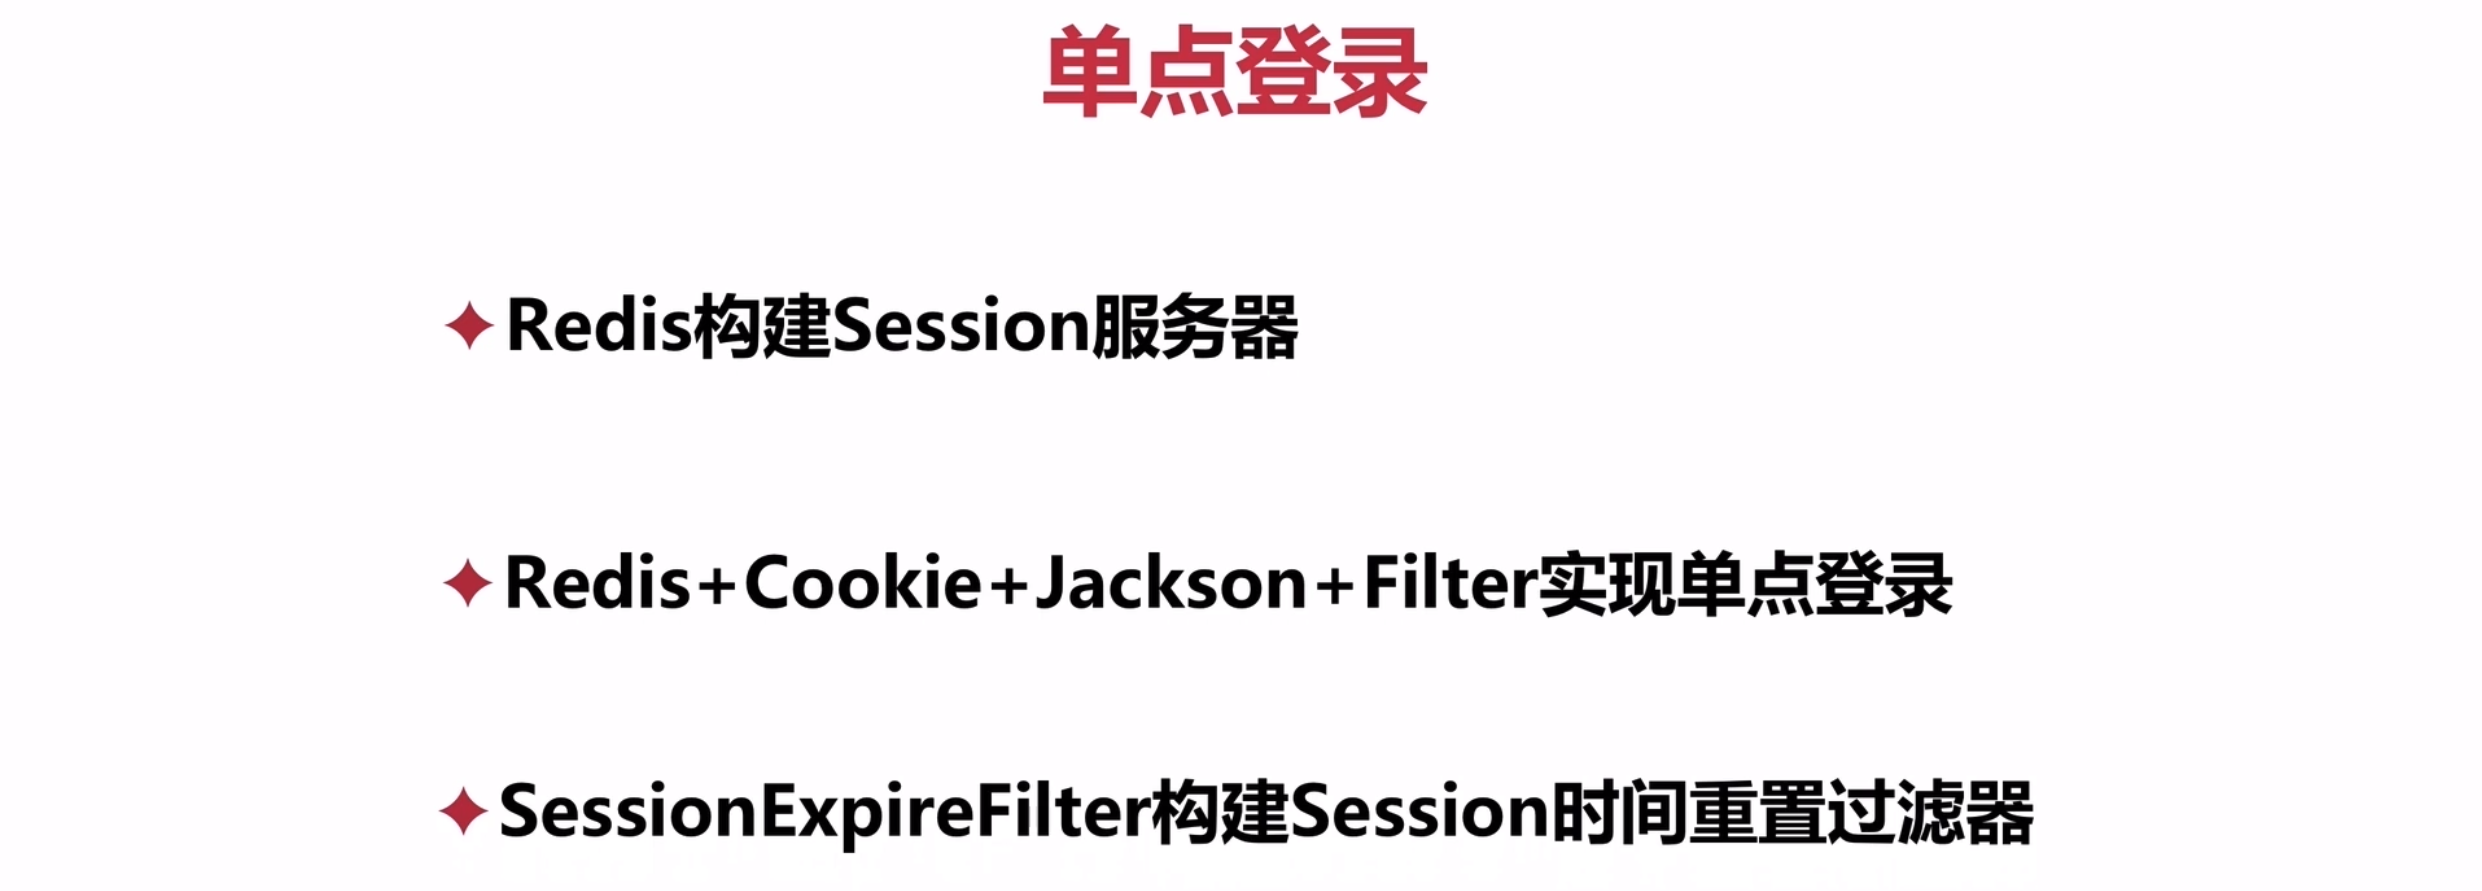 单点登录
Redis构建Session服务器
Redis+Cookie+Jackson+Filter实现单点登录
SessionExpireFilter构建Session时间重置过滤器